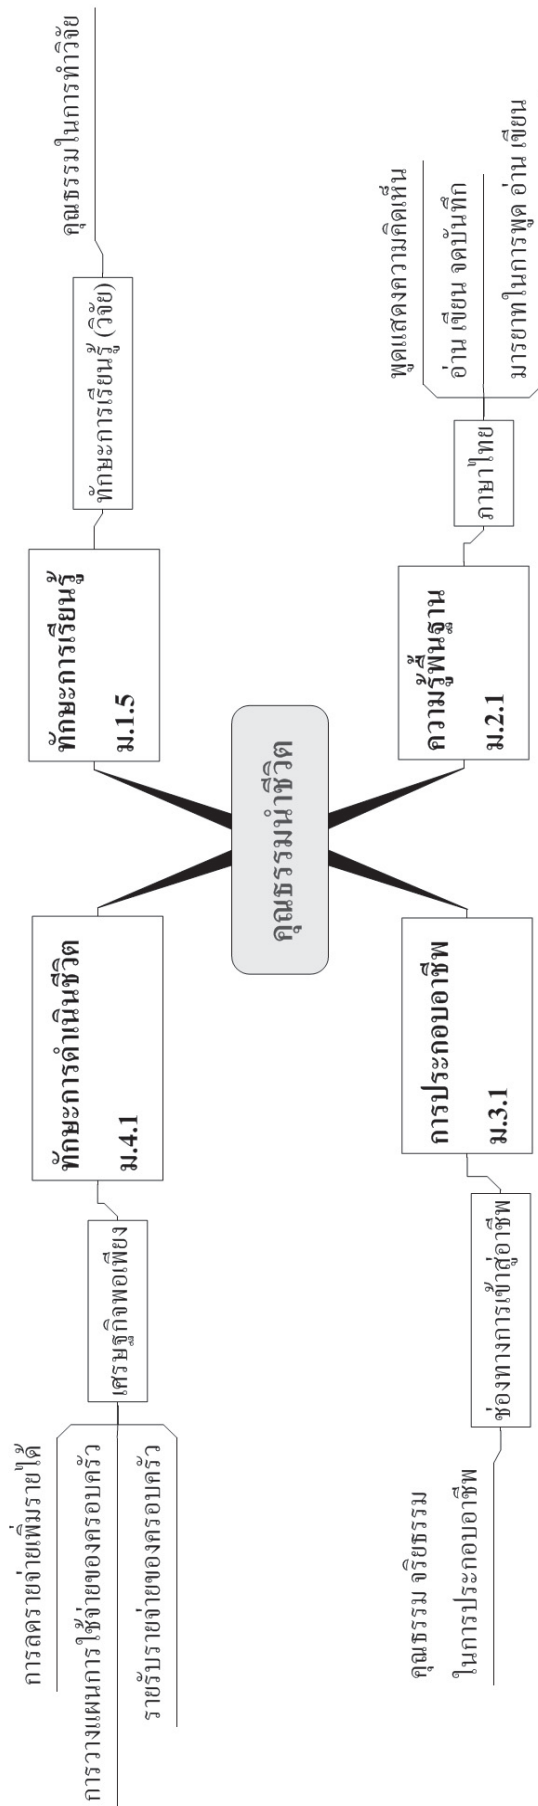 คุณธรรมนำชีวิต
ทักษะการดำเนินชีวิต
ม.4.1
เศรษฐกิจพอเพียง
การลดรายจ่ายเพิ่มรายได้
การวางแผนการใช้จ่ายของครอบครัว
รายรับรายจ่ายของครอบครัว
ทักษะการเรียนรู้
ม.1.5
ทักษะการเรียนรู้ (วิจัย)
คุณธรรมในการทำวิจัย
การประกอบอาชีพ
ม.3.1
ช่องทางการเข้าสู่อาชีพ
คุณธรรม จริยธรรม
ในการประกอบอาชีพ
ความรู้พื้นฐาน
ม.2.1
ภาษาไทย
พูดแสดงความคิดเห็น
อ่าน เขียน จดบันทึก
มารยาทในการพูด อ่าน เขียน